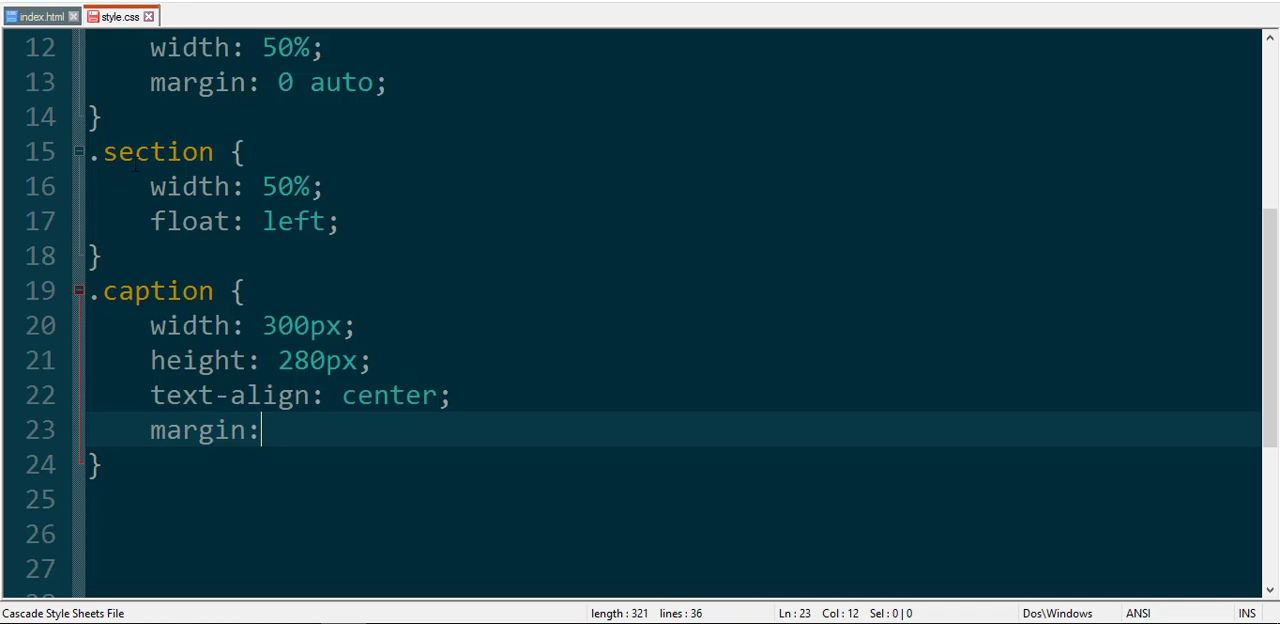 index.html style.css
12 width: 50%;
13 margin: 0 auto;
14 }
15 .section {
16 width: 50%;
17 float: left;
18 }
19 .caption {
20 width: 300px;
21 height: 280px;
22 text-align: center;
23 margin:
24 }
25
26
27
Cascade Style Sheets File length : 321 lines : 36 Ln : 23 Col : 12 Sel : 0 | 0 Dos\Windows ANSI INS